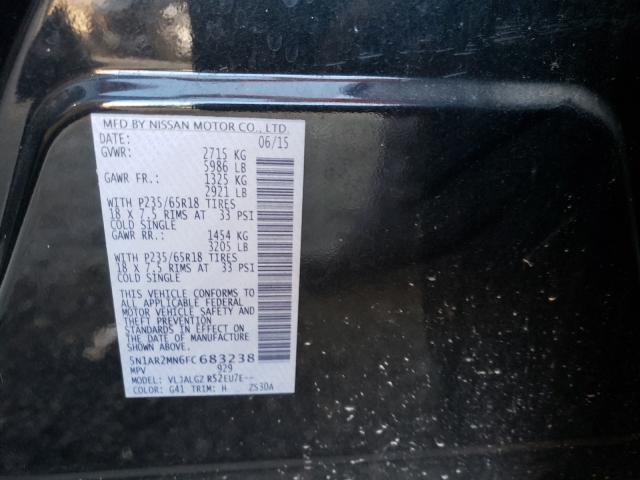 MFD BY NISSAN MOTOR CO., LTD.
DATE: 06/15
GVWR: 2715 KG
5986 LB
GAWR FR: 1325 KG
2921 LB
WITH P235/65R18 TIRES
18 X 7.5 RIMS AT 33 PSI
COLD SINGLE
GAWR RR: 1454 KG
3205 LB
WITH P235/65R18 TIRES
18 X 7.5 RIMS AT 33 PSI
COLD SINGLE
THIS VEHICLE CONFORMS TO
ALL APPLICABLE FEDERAL
MOTOR VEHICLE SAFETY AND
THEFT PREVENTION
STANDARDS IN EFFECT ON THE
DATE OF MANUFACTURE
SHOWN ABOVE.
5N1AR2MN6FC683238
MPV 929
MODEL: VLJALGZ R52EU7E--
COLOR: G41 TRIM: H ZS30A